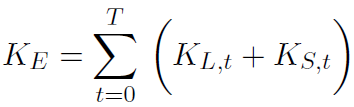 $K_E = \sum_{t=0}^{T} \left( K_{L,t} + K_{S,t} \right)$